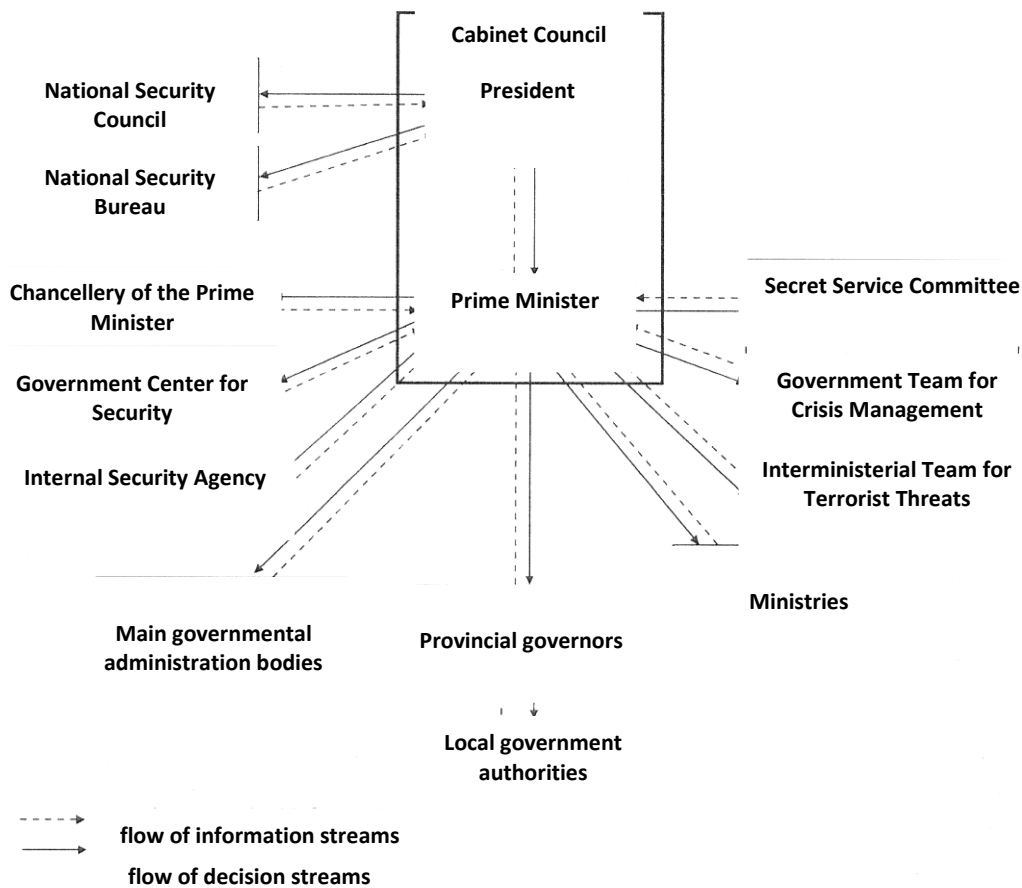 Cabinet Council
President
National Security
Council
National Security
Bureau
Chancellery of the Prime
Minister
Prime Minister
Secret Service Committee
Government Center for
Security
Government Team for
Crisis Management
Internal Security Agency
Interministerial Team for
Terrorist Threats
Ministries
Main governmental
administration bodies
Provincial governors
Local government
authorities
flow of information streams
flow of decision streams